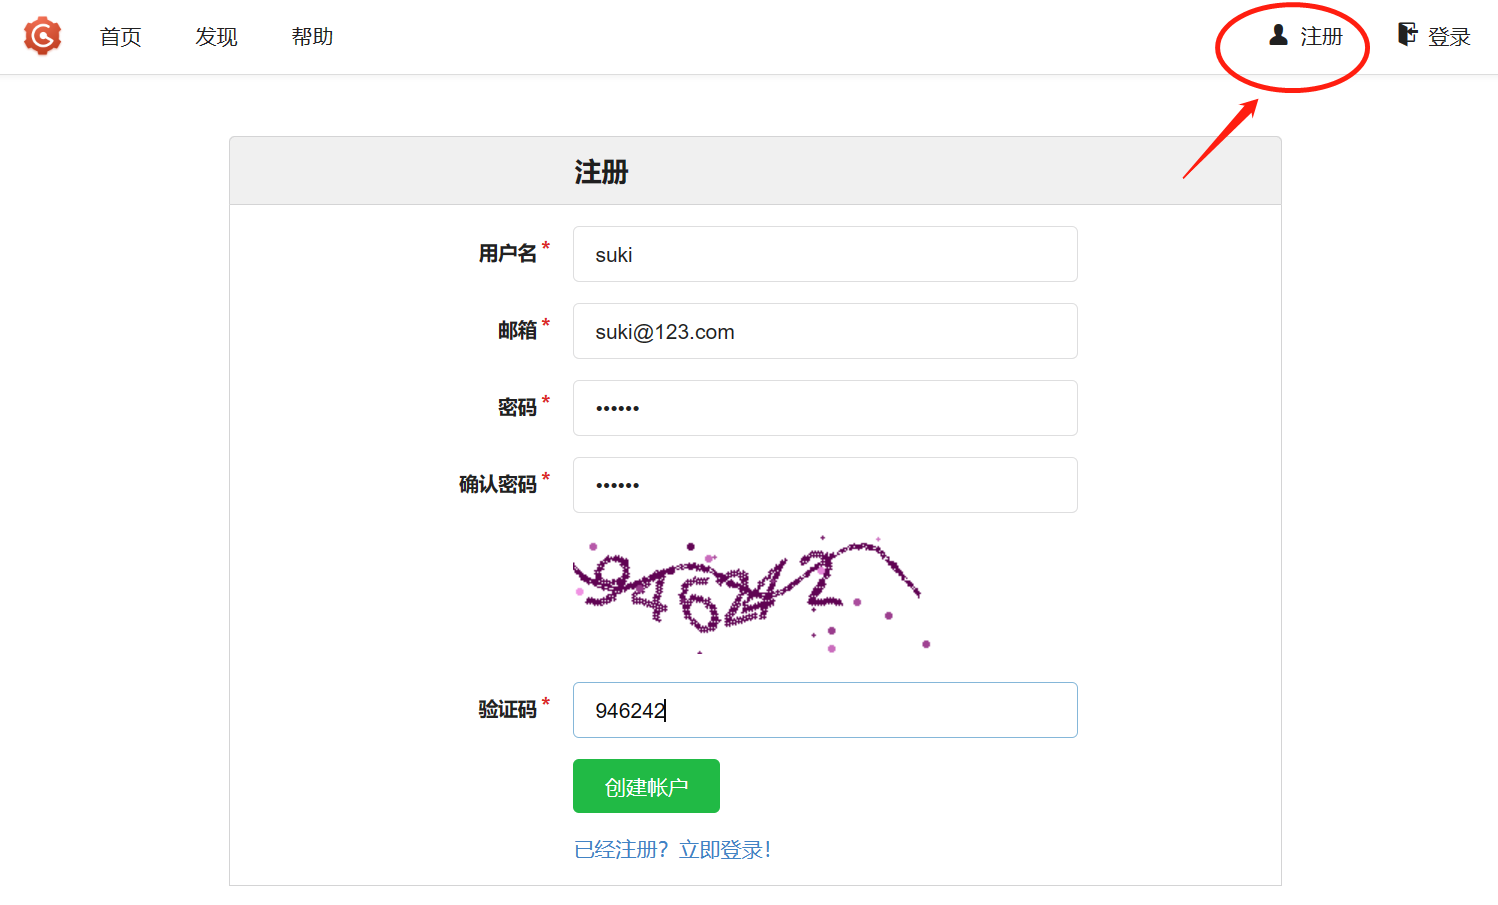 首页 发现 帮助 注册 登录
注册
用户名 * suki
邮箱 * suki@123.com
密码 * ••••••
确认密码 * ••••••
946242
验证码 * 946242
创建帐户
已经注册？立即登录！